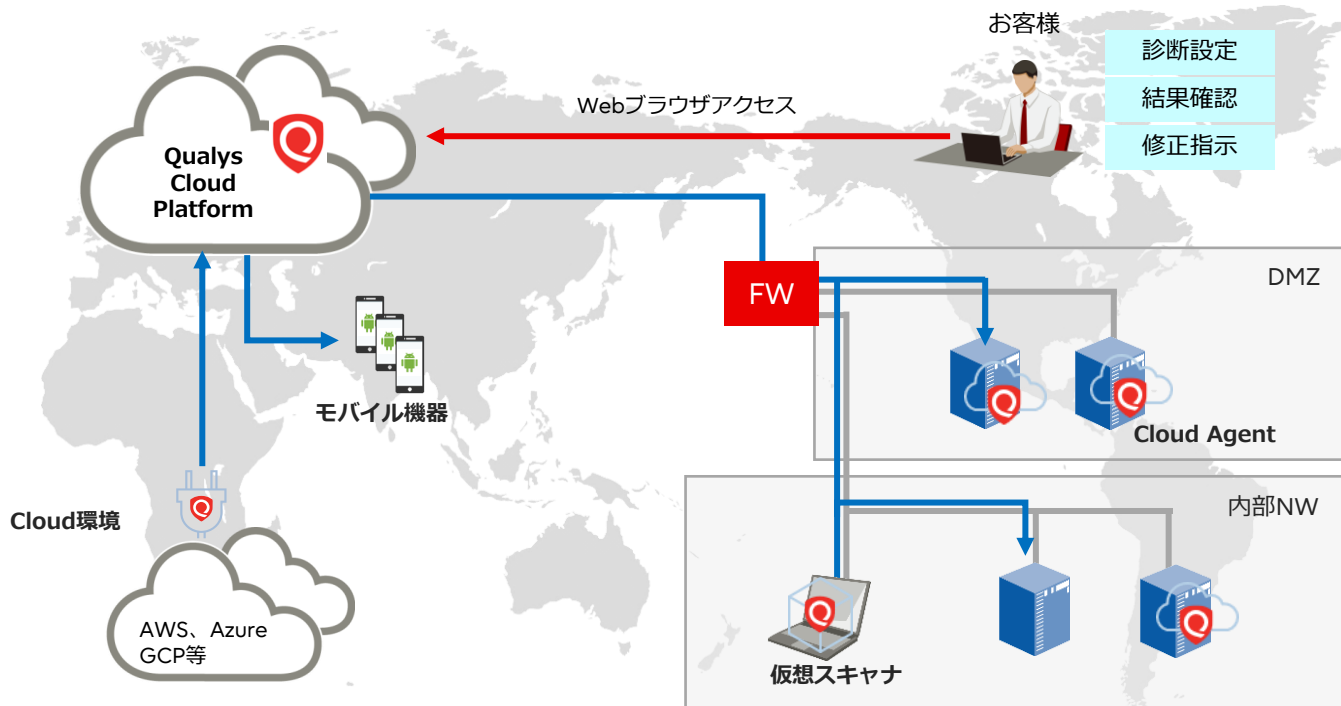 お客様
診断設定
結果確認
修正指示
Webブラウザアクセス
Qualys
Cloud
Platform
FW
DMZ
モバイル機器
Cloud Agent
内部NW
Cloud環境
AWS、Azure
GCP等
仮想スキャナ